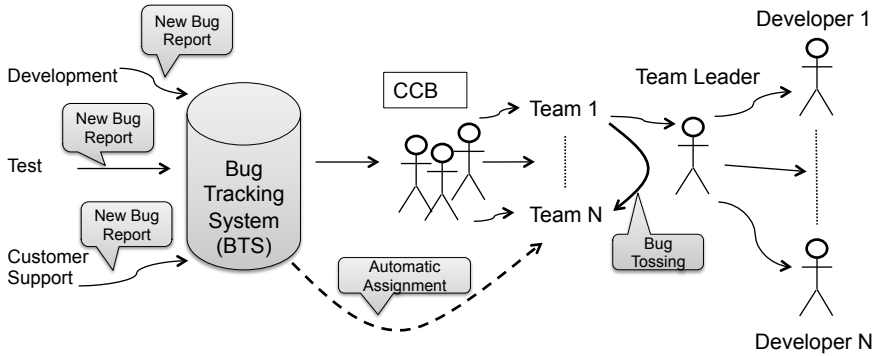 New Bug
Report
Development
New Bug
Report
Test
New Bug
Report
Customer
Support
Bug
Tracking
System
(BTS)
Automatic
Assignment
CCB
Team 1
Team N
Bug
Tossing
Team Leader
Developer 1
Developer N